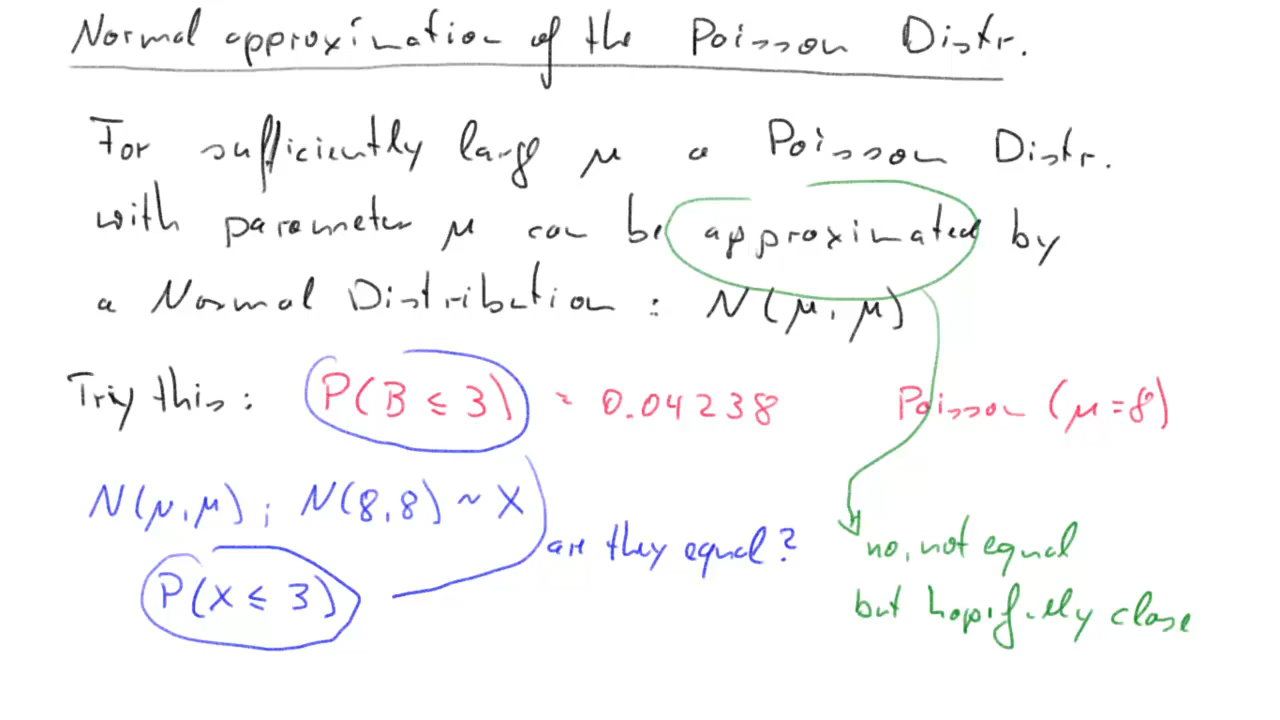 Normal approximation of the Poisson Distr.
For sufficiently large μ a Poisson Distr.
with parameter μ can be approximated by
a Normal Distribution : N(μ, μ)
Try this : P(B ≤ 3) = 0.04238 Poisson (μ=8)
N(μ, μ) ; N(8,8) ~ X
are they equal ?
no, not equal
P(X ≤ 3)
but hopifully close